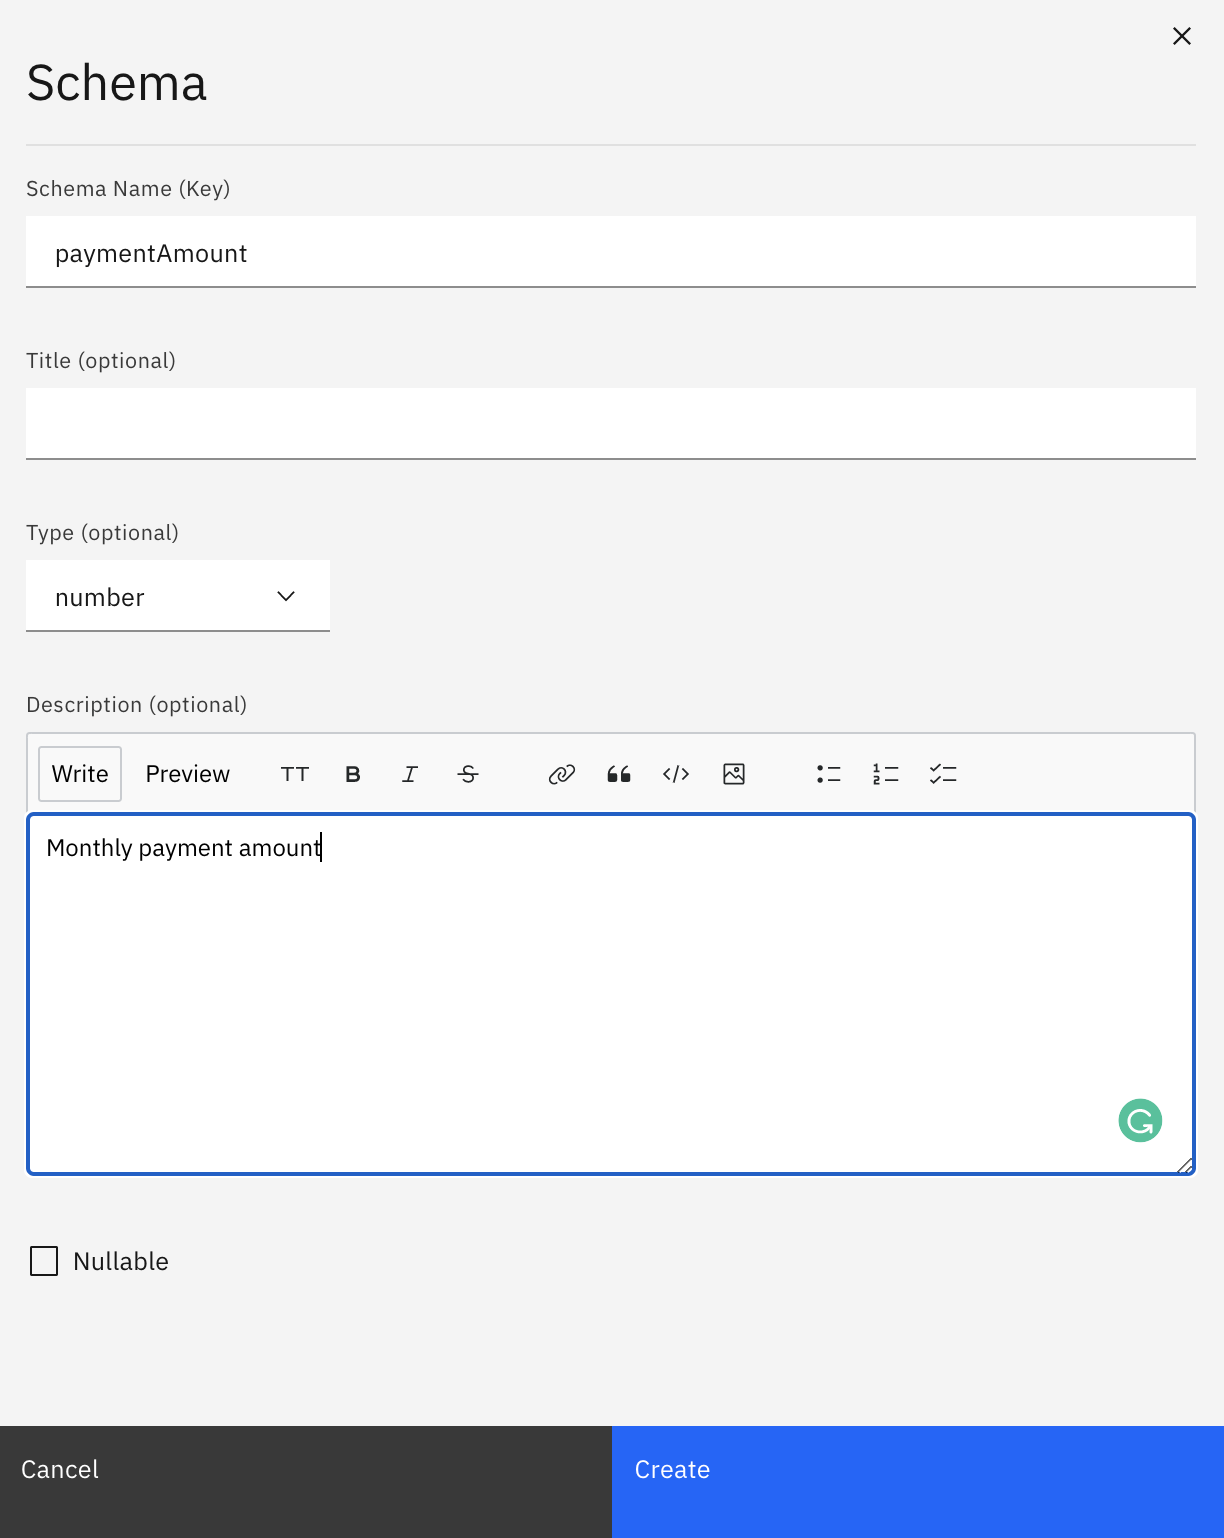 Schema
Schema Name (Key)
paymentAmount
Title (optional)
Type (optional)
number
Description (optional)
Write Preview
Monthly payment amount
Nullable
Cancel Create